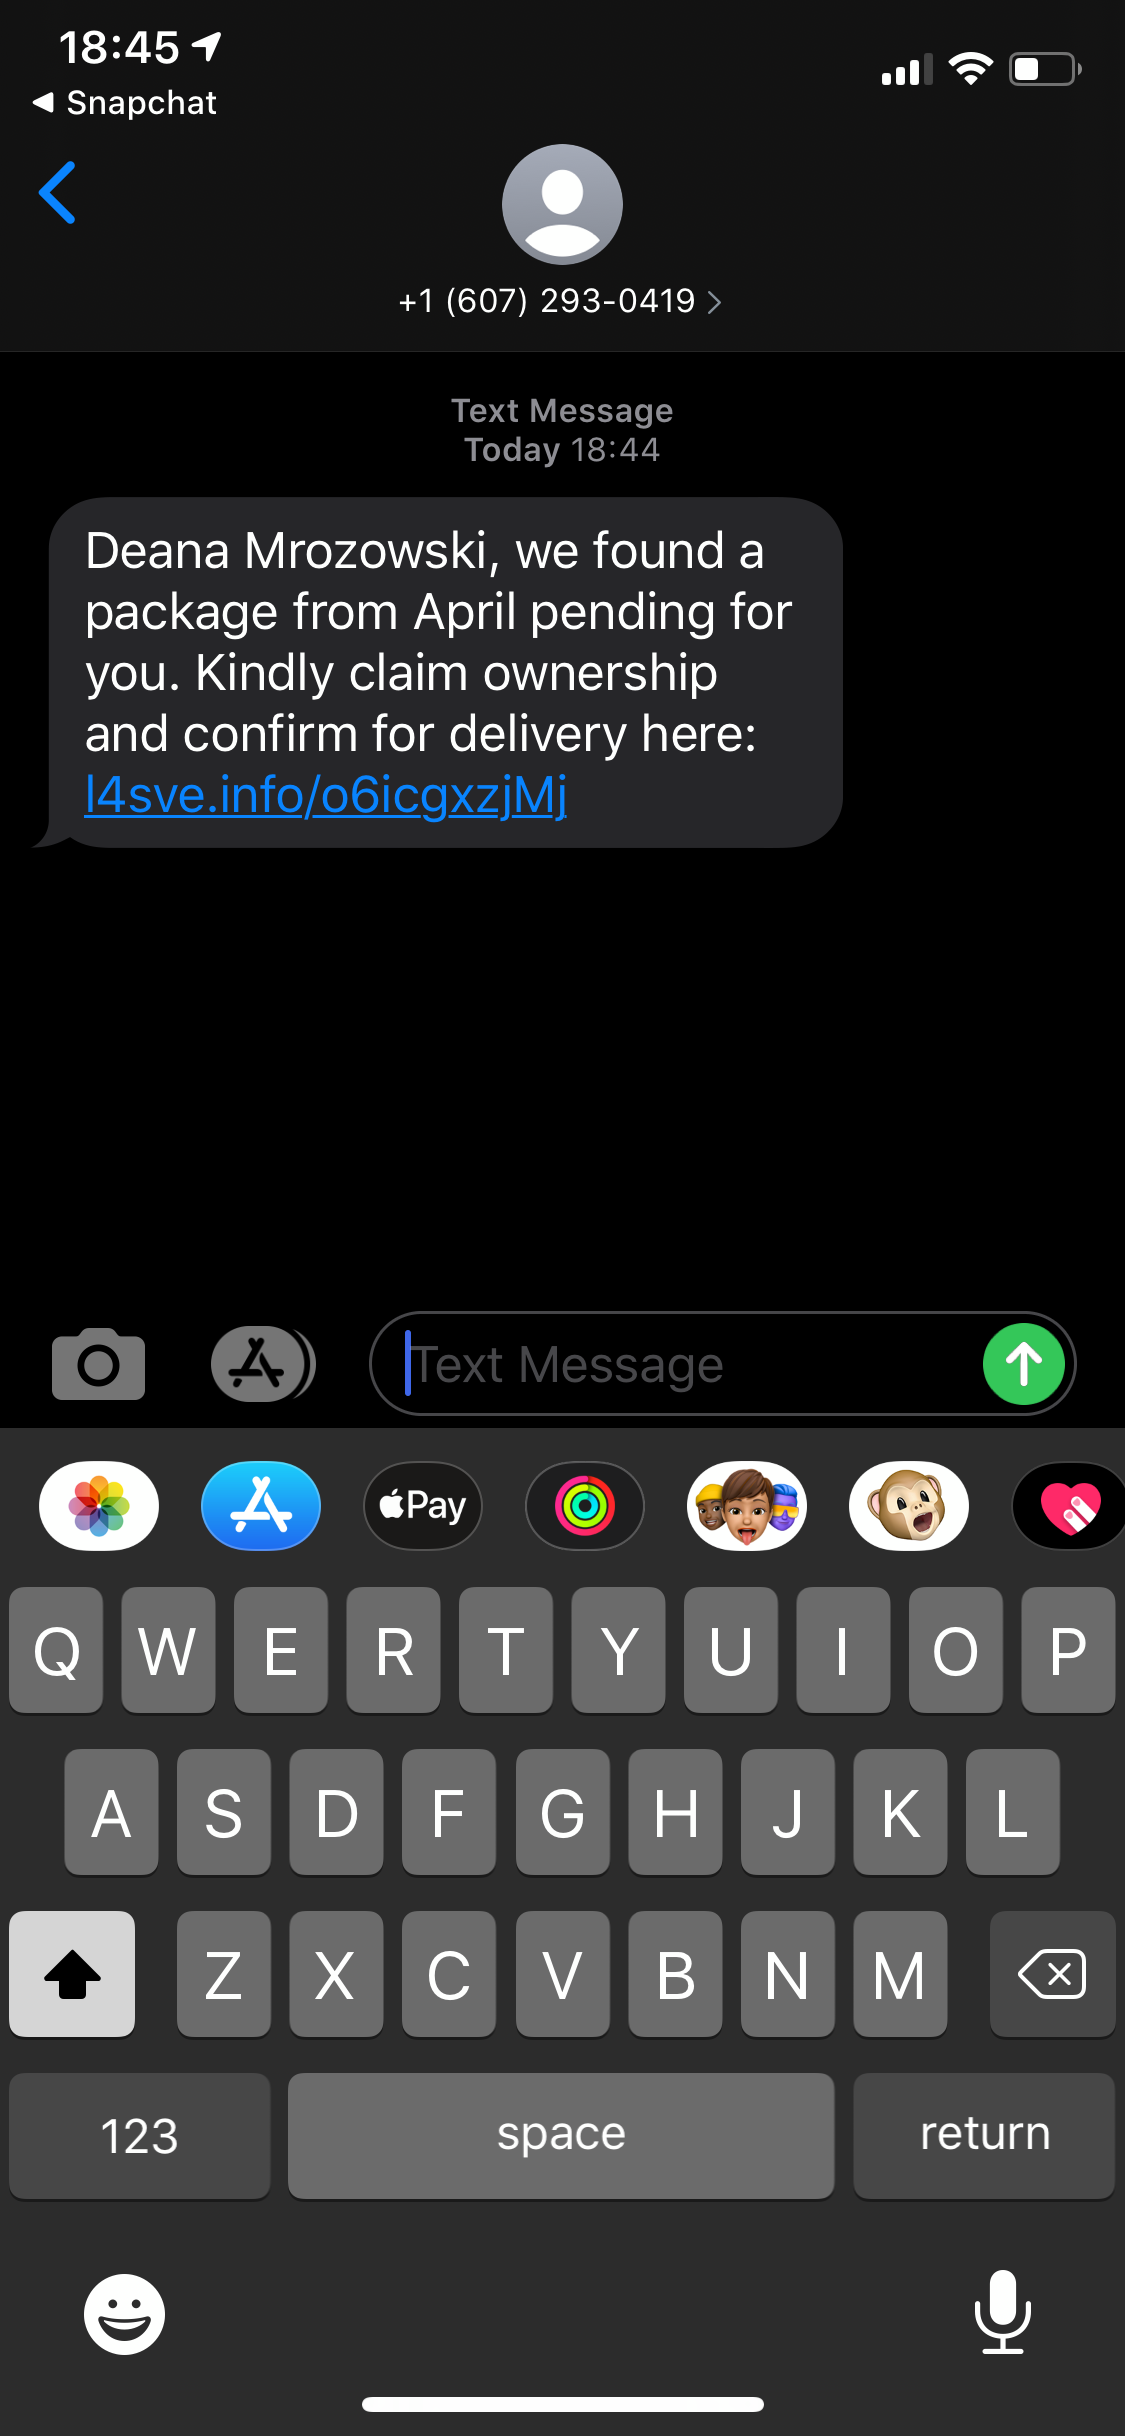 18:45
Snapchat
+1 (607) 293-0419
Text Message
Today 18:44
Deana Mrozowski, we found a
package from April pending for
you. Kindly claim ownership
and confirm for delivery here:
l4sve.info/o6icgxzjMj
Text Message
Pay
Q W E R T Y U I O P
A S D F G H J K L
Z X C V B N M
123 space return